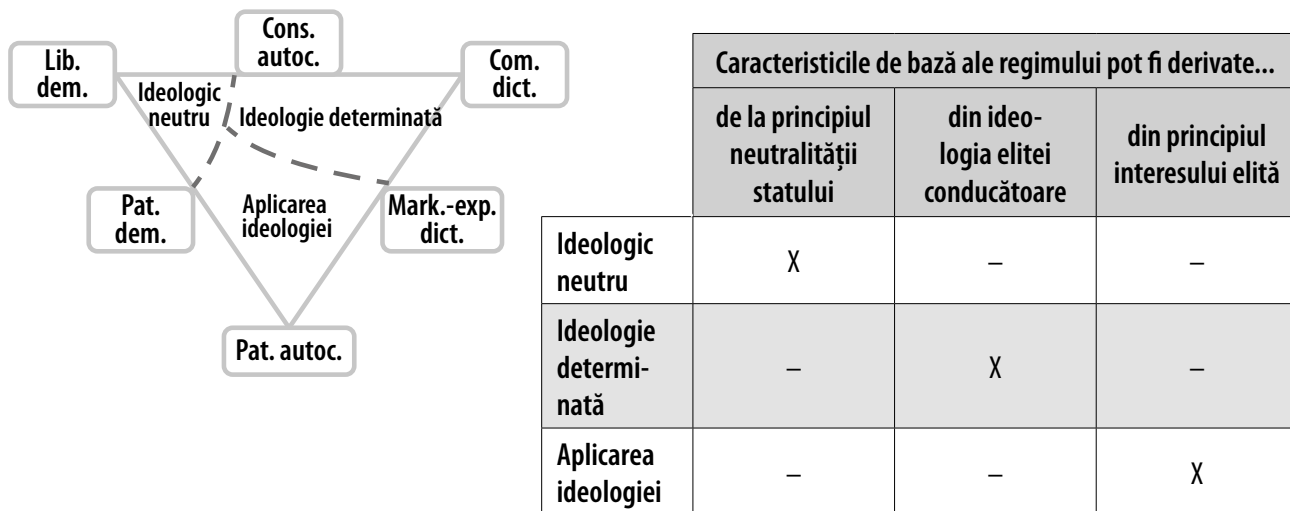 Cons.
autoc.
Lib.
dem.
Com.
dict.
Ideologic
neutru
Ideologie determinată
Pat.
dem.
Aplicarea
ideologiei
Mark.-exp.
dict.
Pat. autoc.
Caracteristicile de bază ale regimului pot fi derivate...
de la principiul
neutralității
statului
din ideo-
logia elitei
conducătoare
din principiul
interesului elită
Ideologic
neutru
X
–
–
Ideologie
determi-
nată
–
X
–
Aplicarea
ideologiei
–
–
X